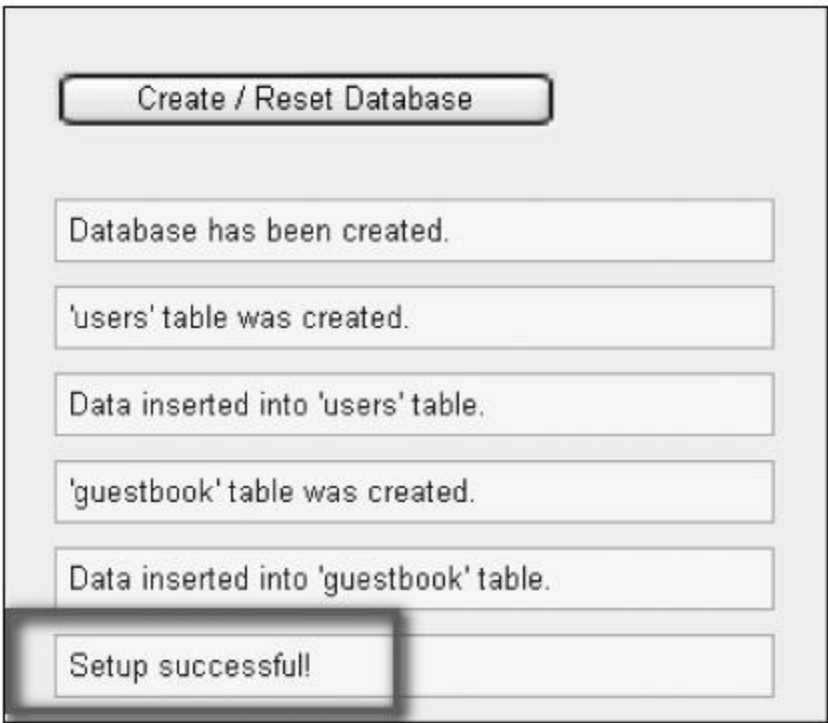 Create / Reset Database
Database has been created.
'users' table was created.
Data inserted into 'users' table.
'guestbook' table was created.
Data inserted into 'guestbook' table.
Setup successful!